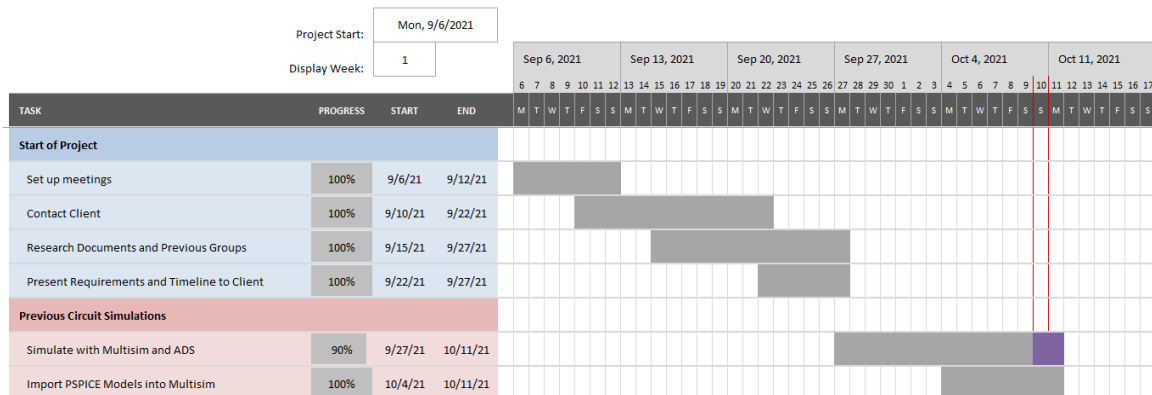 Project Start: Mon, 9/6/2021
Display Week: 1
Sep 6, 2021 Sep 13, 2021 Sep 20, 2021 Sep 27, 2021 Oct 4, 2021 Oct 11, 2021
6 7 8 9 10 11 12 13 14 15 16 17 18 19 20 21 22 23 24 25 26 27 28 29 30 1 2 3 4 5 6 7 8 9 10 11 12 13 14 15 16 17
TASK PROGRESS START END M T W T F S S M T W T F S S M T W T F S S M T W T F S S M T W T F S S M T W T F S S
Start of Project
Set up meetings 100% 9/6/21 9/12/21
Contact Client 100% 9/10/21 9/22/21
Research Documents and Previous Groups 100% 9/15/21 9/27/21
Present Requirements and Timeline to Client 100% 9/22/21 9/27/21
Previous Circuit Simulations
Simulate with Multisim and ADS 90% 9/27/21 10/11/21
Import PSPICE Models into Multisim 100% 10/4/21 10/11/21